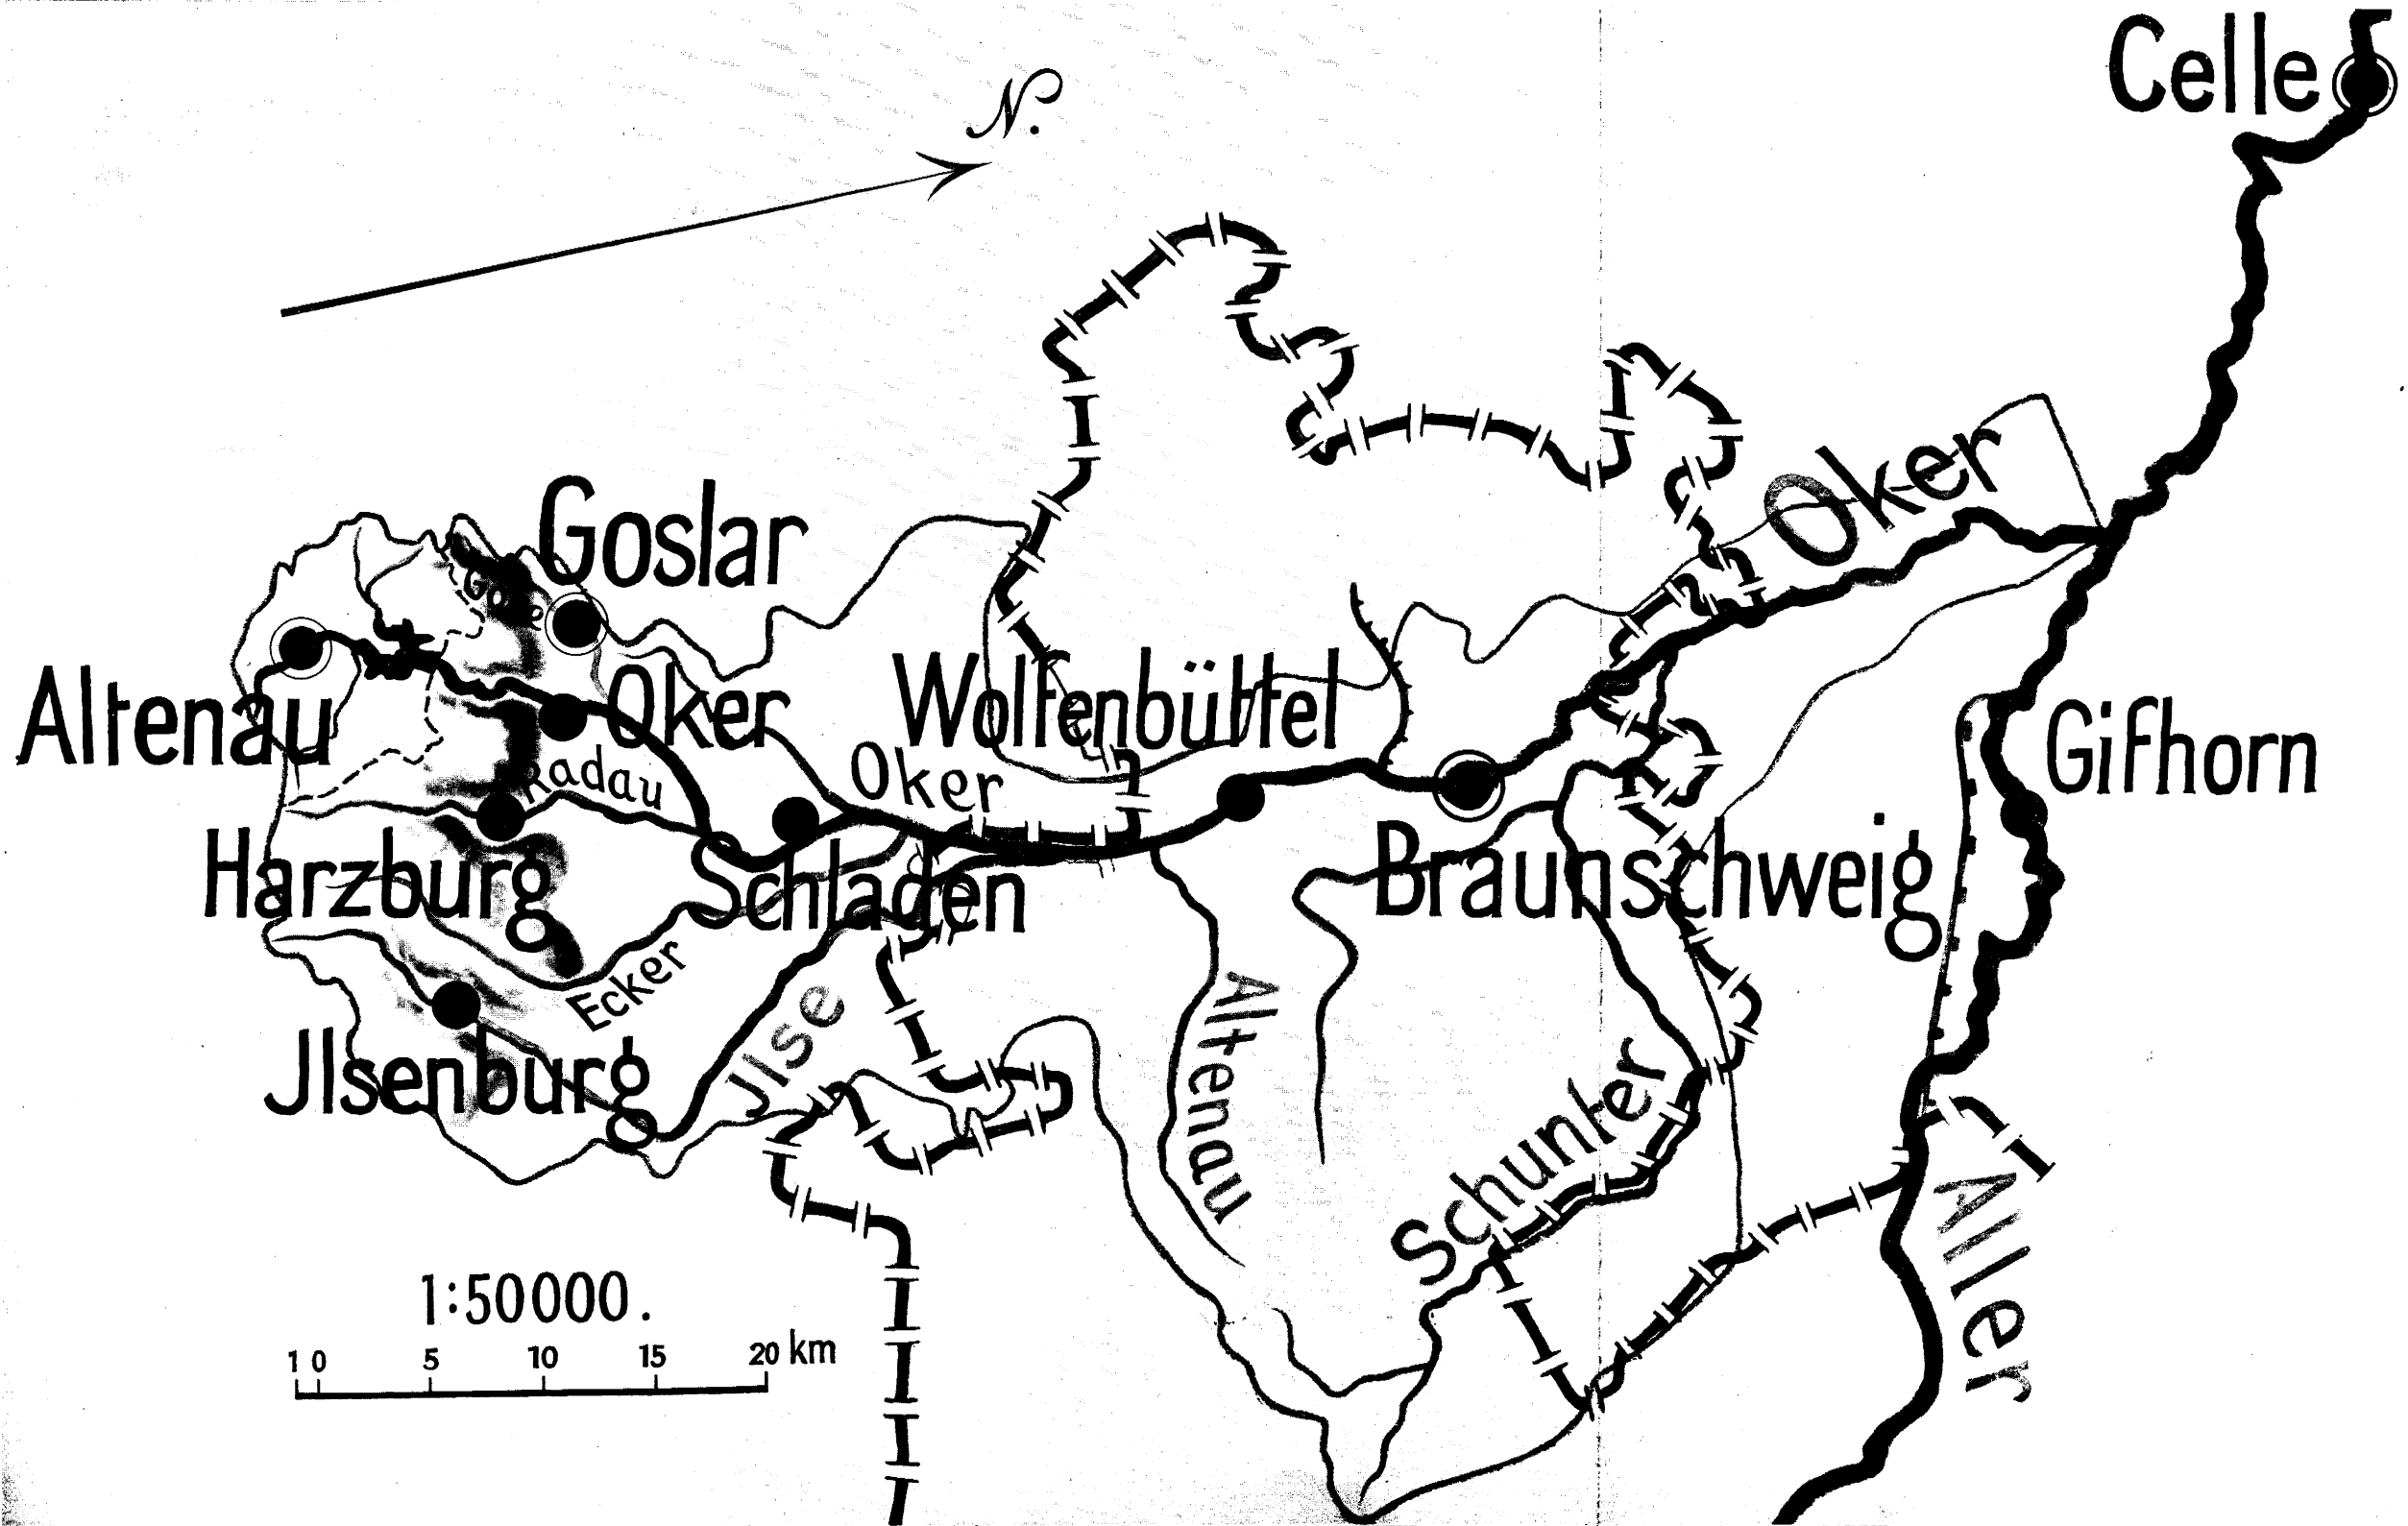 Celle
N.
Goslar
Gose
Oker
Altenau
Oker
Wolfenbüttel
Gifhorn
Radau
Oker
Harzburg
Schladen
Braunschweig
Ecker
Jlse
Altenau
Jlsenburg
Schunter
Aller
1:50000.
1 0 5 10 15 20 km